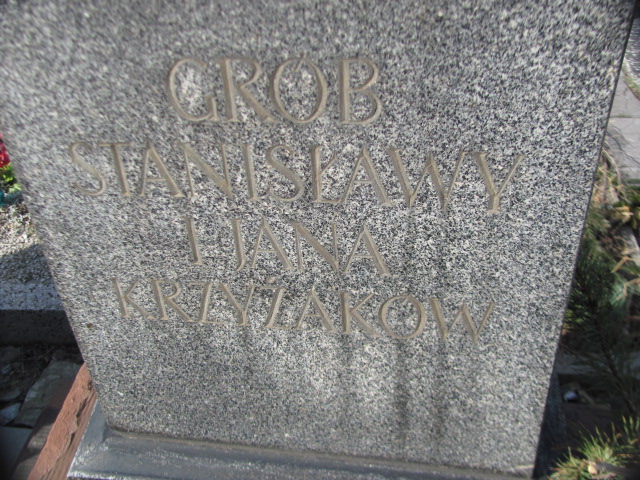 GRÓB
STANISŁAWY
I JANA
KRZYŻAKÓW